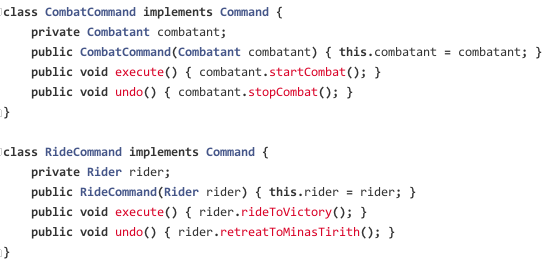 class CombatCommand implements Command {
    private Combatant combatant;
    public CombatCommand(Combatant combatant) { this.combatant = combatant; }
    public void execute() { combatant.startCombat(); }
    public void undo() { combatant.stopCombat(); }
}

class RideCommand implements Command {
    private Rider rider;
    public RideCommand(Rider rider) { this.rider = rider; }
    public void execute() { rider.rideToVictory(); }
    public void undo() { rider.retreatToMinasTirith(); }
}